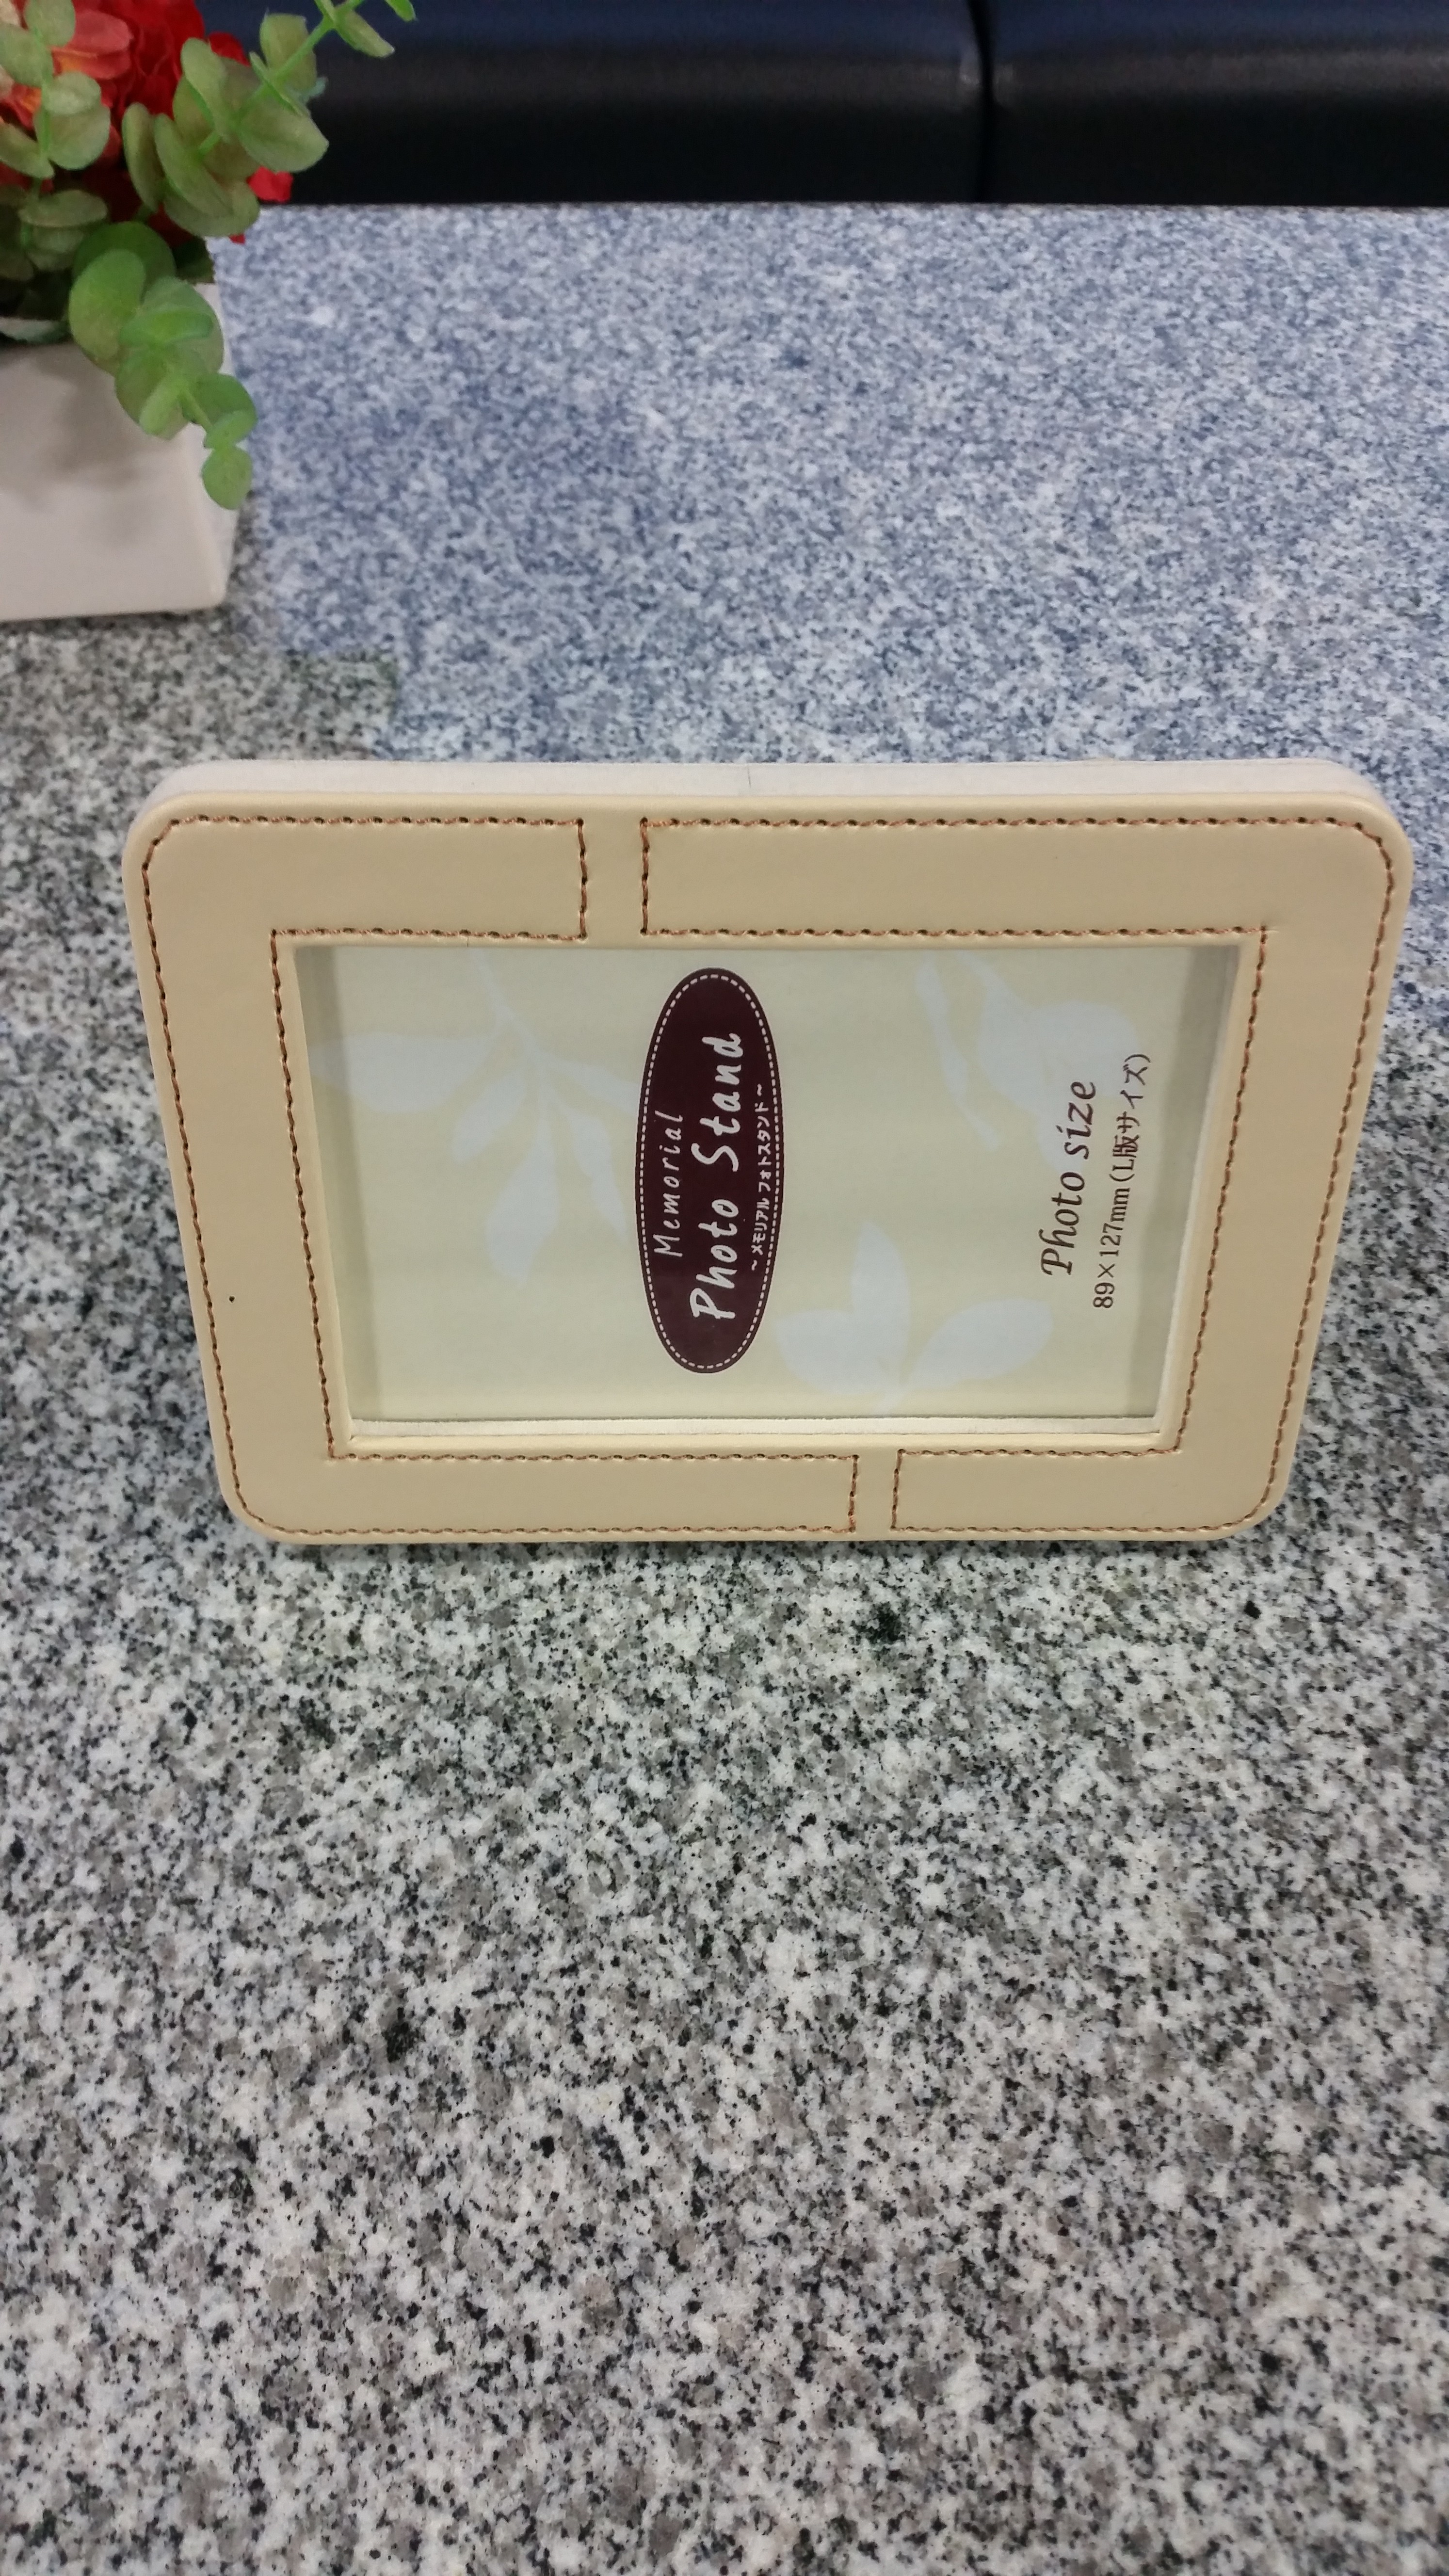 Memorial
Photo Stand
～メモリアル フォトスタンド～
Photo size
89×127mm(L版サイズ)